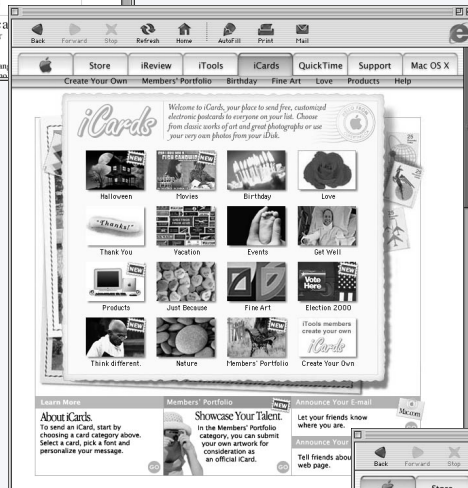 Back Forward Stop Refresh Home AutoFill Print Mail
Store iReview iTools iCards QuickTime Support Mac OS X
Create Your Own Members' Portfolio Birthday Fine Art Love Products Help
iCards
Welcome to iCards, your place to send free, customized
electronic postcards to everyone on your list. Choose
from classic works of art and great photographs or use
your very own photos from your iDisk.
NEW NEW
Halloween Movies Birthday Love
"Thanks!"
Thank You Vacation Events Get Well
NEW Vote Here NEW
Products Just Because Fine Art Election 2000
NEW NEW
iTools members
create your own
iCards
Think different. Nature Members' Portfolio Create Your Own
Learn More
About iCards.
To send an iCard, start by
choosing a card category above.
Select a card, pick a font and
personalize your message.
GO
Members' Portfolio
NEW
Showcase Your Talent.
In the Members' Portfolio
category, you can submit
your own artwork for
consideration as
an official iCard.
GO
Announce Your E-mail
Mac.com
Let your friends know
where you are.
GO
Announce Your
Tell friends abou
web page.
Back Forward Stop
Store